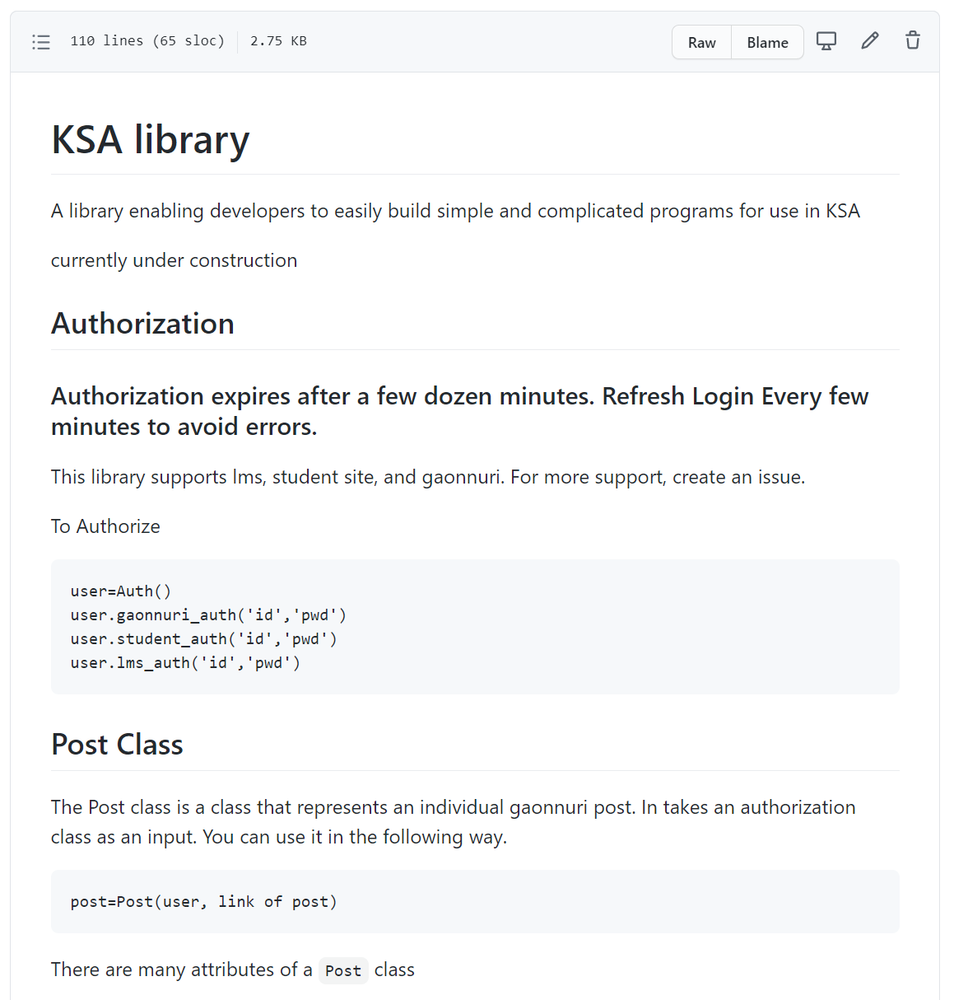 110 lines (65 sloc) 2.75 KB Raw Blame
KSA library
A library enabling developers to easily build simple and complicated programs for use in KSA
currently under construction
Authorization
Authorization expires after a few dozen minutes. Refresh Login Every few
minutes to avoid errors.
This library supports lms, student site, and gaonnuri. For more support, create an issue.
To Authorize
user=Auth()
user.gaonnuri_auth('id','pwd')
user.student_auth('id','pwd')
user.lms_auth('id','pwd')
Post Class
The Post class is a class that represents an individual gaonnuri post. In takes an authorization
class as an input. You can use it in the following way.
post=Post(user, link of post)
There are many attributes of a Post class